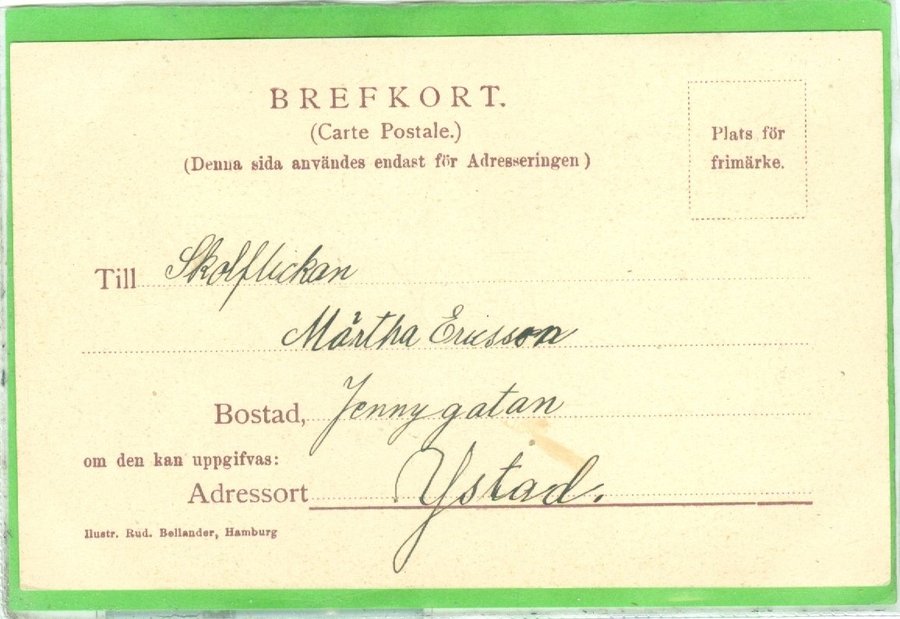 BREFKORT.
(Carte Postale.)
(Denna sida användes endast för Adresseringen)
Plats för
frimärke.
Till Skolflickan
Märtha Ericsson
Bostad, Jennygatan
om den kan uppgifvas:
Adressort Ystad.
Ilustr. Rud. Bellander, Hamburg